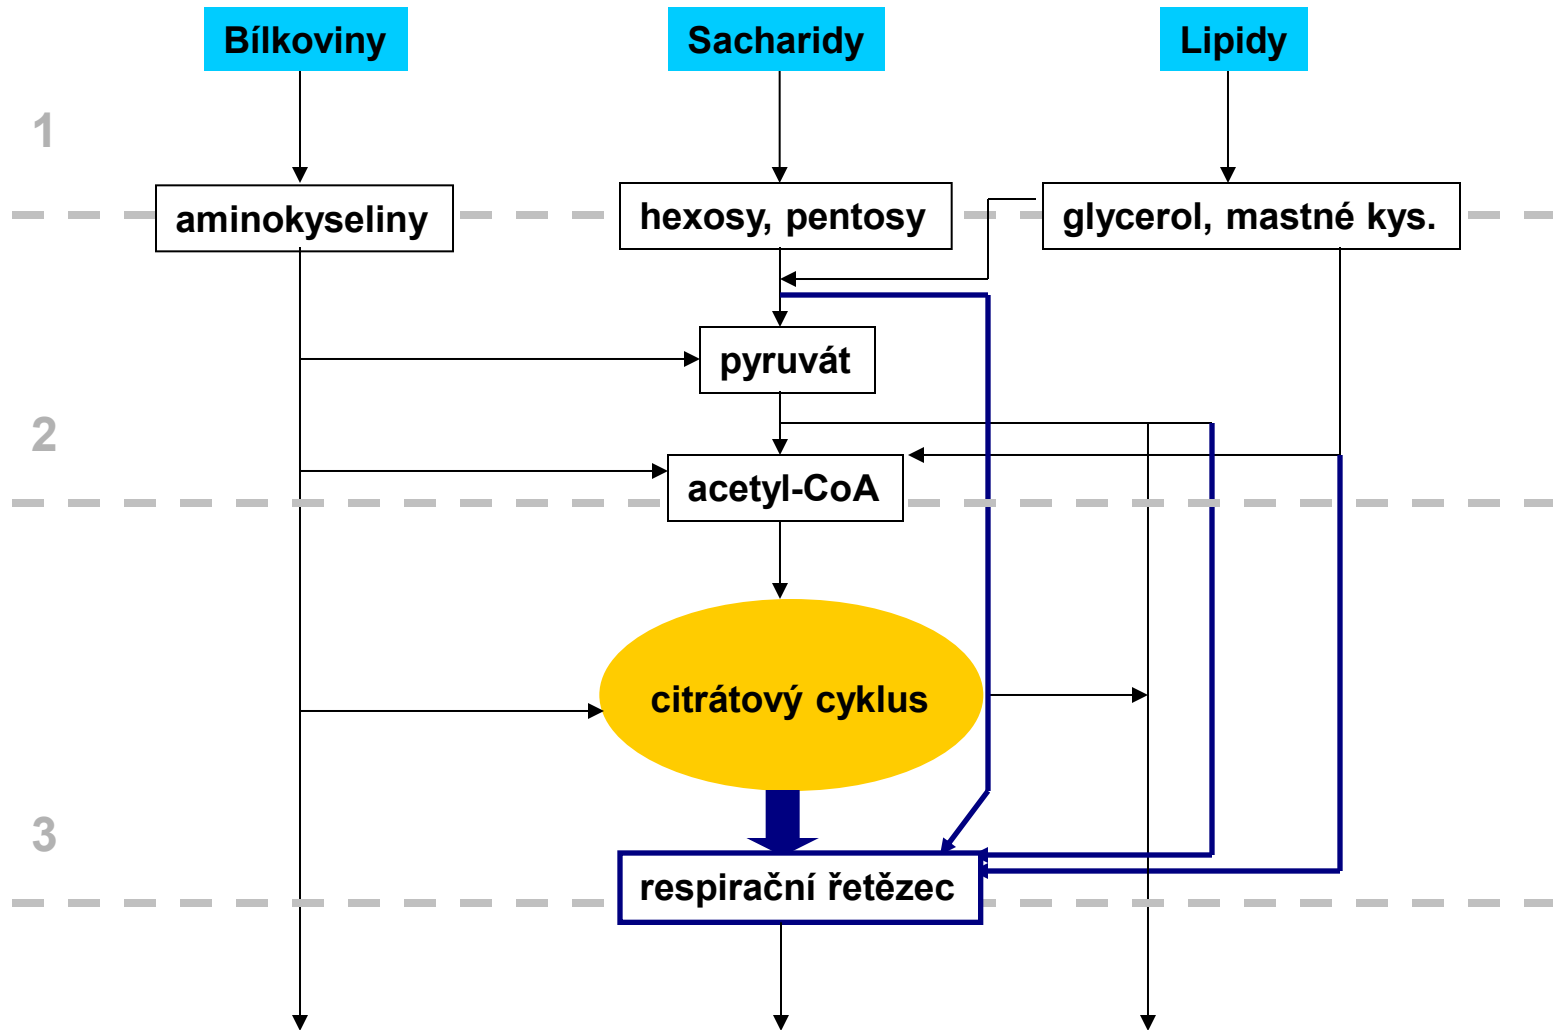 Bílkoviny
Sacharidy
Lipidy
1
aminokyseliny
hexosy, pentosy
glycerol, mastné kys.
pyruvát
2
acetyl-CoA
citrátový cyklus
3
respirační řetězec